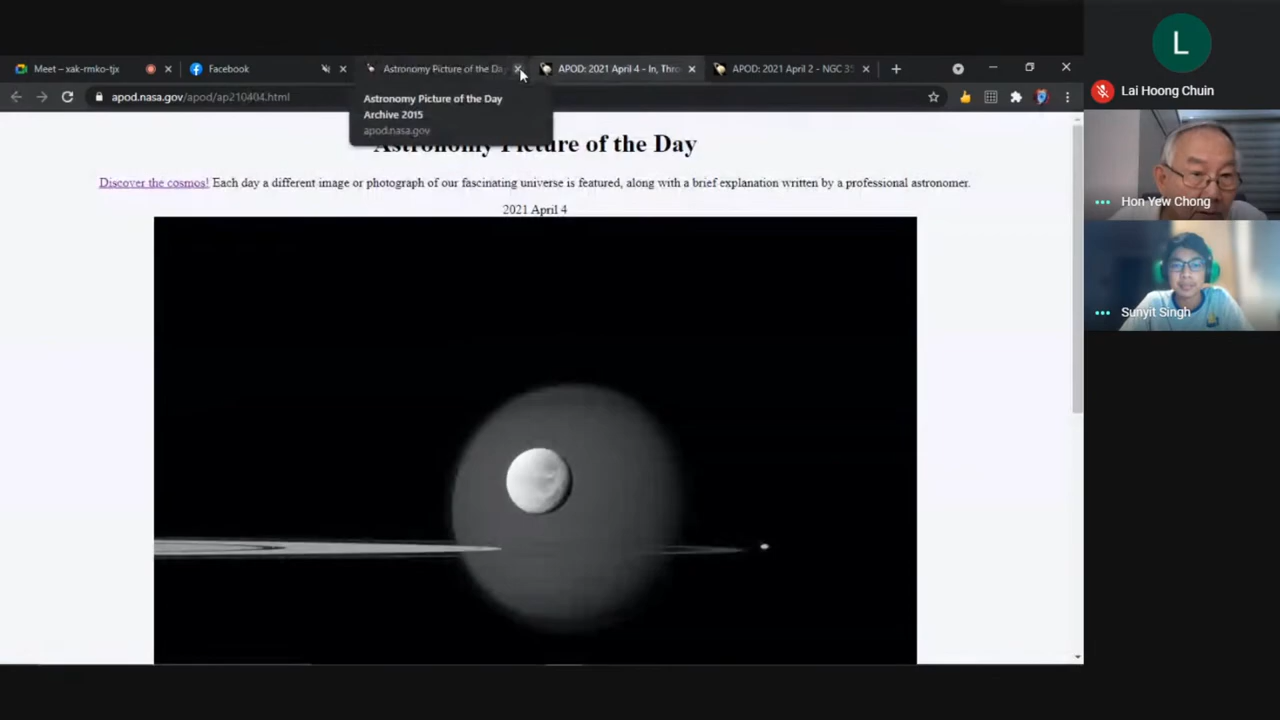 Meet – xak-rmko-tjx
Facebook
Astronomy Picture of the Da
APOD: 2021 April 4 - In, Thro
APOD: 2021 April 2 - NGC 3
apod.nasa.gov/apod/ap210404.html
Astronomy Picture of the Day
Archive 2015
apod.nasa.gov
Astronomy Picture of the Day
Discover the cosmos! Each day a different image or photograph of our fascinating universe is featured, along with a brief explanation written by a professional astronomer.
2021 April 4
L
Lai Hoong Chuin
Hon Yew Chong
Sunyit Singh